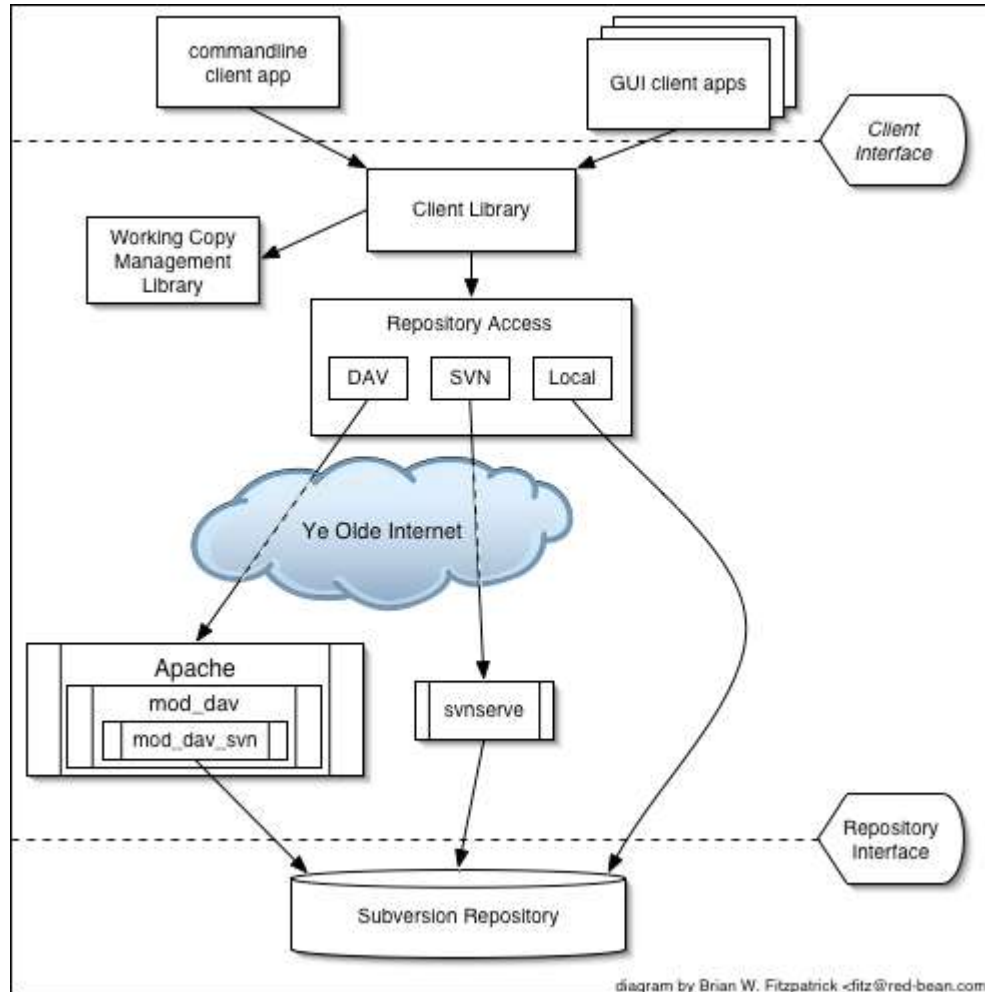 commandline
client app
GUI client apps
Client
Interface
Client Library
Working Copy
Management
Library
Repository Access
DAV
SVN
Local
Ye Olde Internet
Apache
mod_dav
mod_dav_svn
svnserve
Repository
Interface
Subversion Repository
diagram by Brian W. Fitzpatrick <fitz@red-bean.com